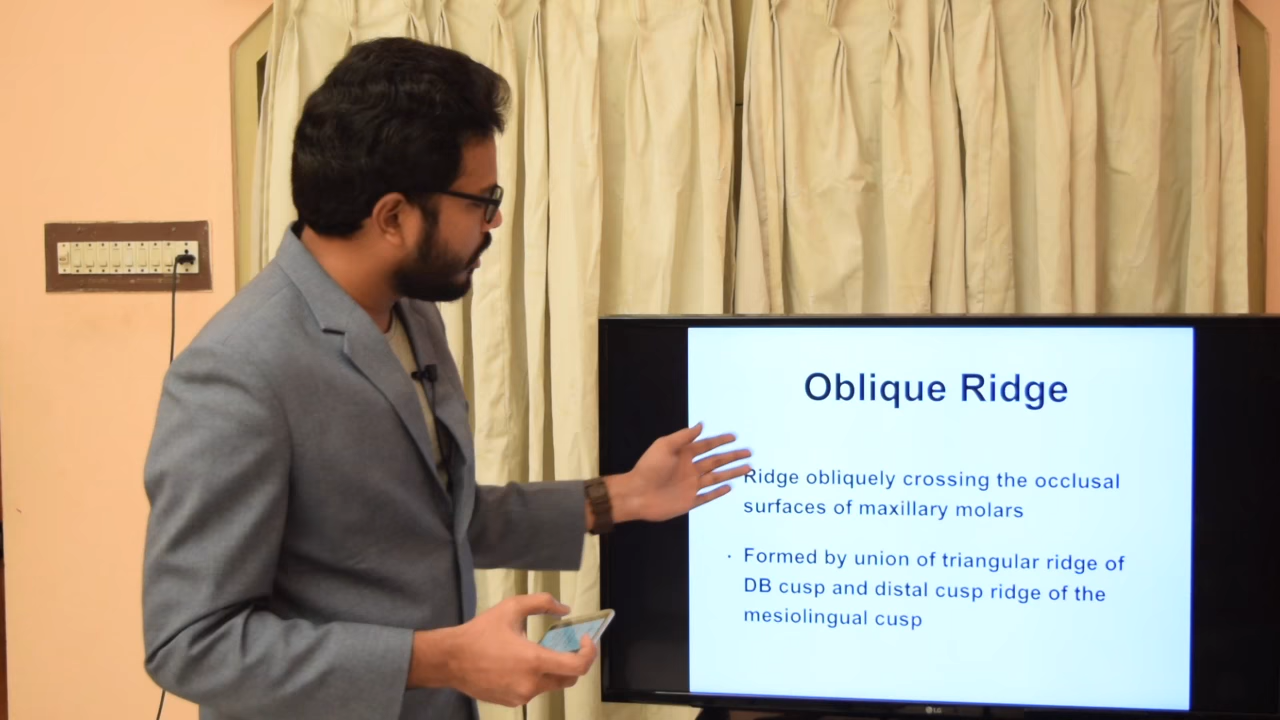 Oblique Ridge
Ridge obliquely crossing the occlusal
surfaces of maxillary molars
· Formed by union of triangular ridge of
DB cusp and distal cusp ridge of the
mesiolingual cusp
LG